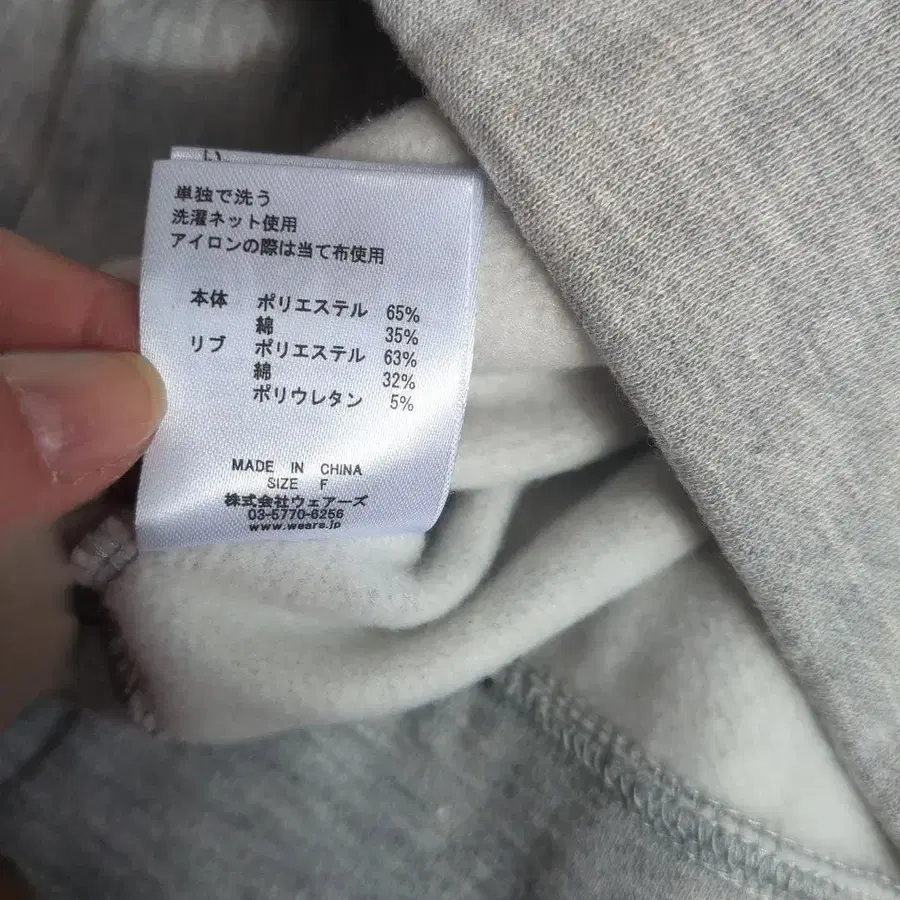 い
単独で洗う
洗濯ネット使用
アイロンの際は当て布使用
本体 ポリエステル 65%
綿 35%
リブ ポリエステル 63%
綿 32%
ポリウレタン 5%
MADE IN CHINA
SIZE F
株式会社ウェアーズ
03-5770-6256
www.wears.jp